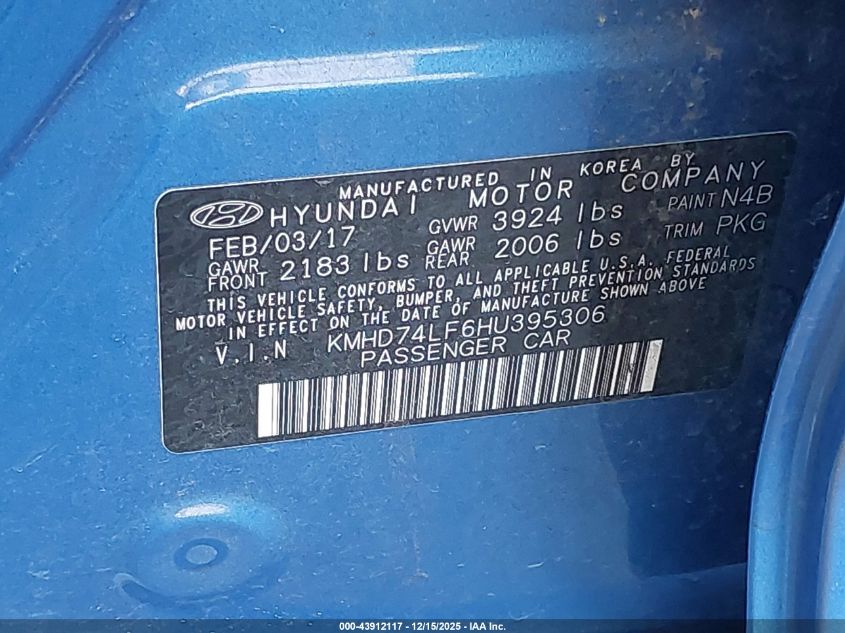 MANUFACTURED IN KOREA BY
HYUNDAI MOTOR COMPANY
FEB/03/17 GVWR 3924 lbs PAINT N4B
GAWR FRONT 2183 lbs GAWR REAR 2006 lbs TRIM PKG
THIS VEHICLE CONFORMS TO ALL APPLICABLE U.S.A. FEDERAL
MOTOR VEHICLE SAFETY, BUMPER, AND THEFT PREVENTION STANDARDS
IN EFFECT ON THE DATE OF MANUFACTURE SHOWN ABOVE
V.I.N KMHD74LF6HU395306
PASSENGER CAR
000-43912117 - 12/15/2025 - IAA Inc.